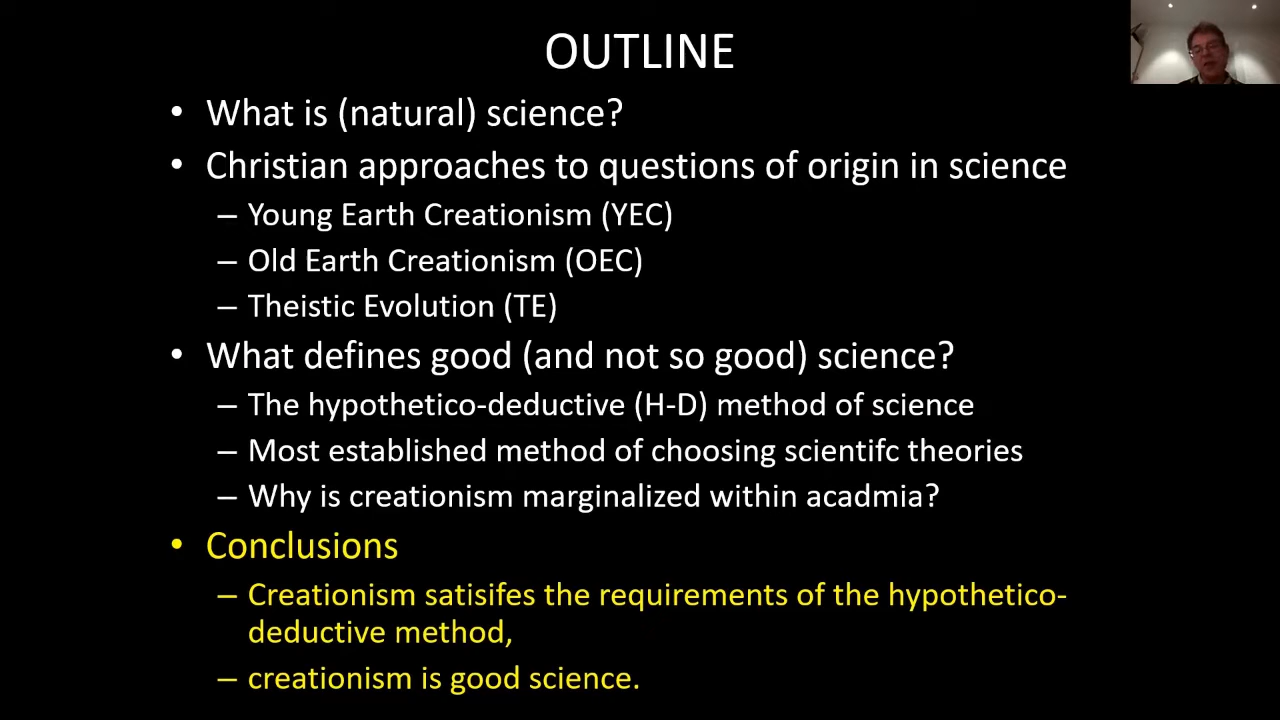 OUTLINE
• What is (natural) science?
• Christian approaches to questions of origin in science
– Young Earth Creationism (YEC)
– Old Earth Creationism (OEC)
– Theistic Evolution (TE)
• What defines good (and not so good) science?
– The hypothetico-deductive (H-D) method of science
– Most established method of choosing scientifc theories
– Why is creationism marginalized within acadmia?
• Conclusions
– Creationism satisifes the requirements of the hypothetico-
deductive method,
– creationism is good science.